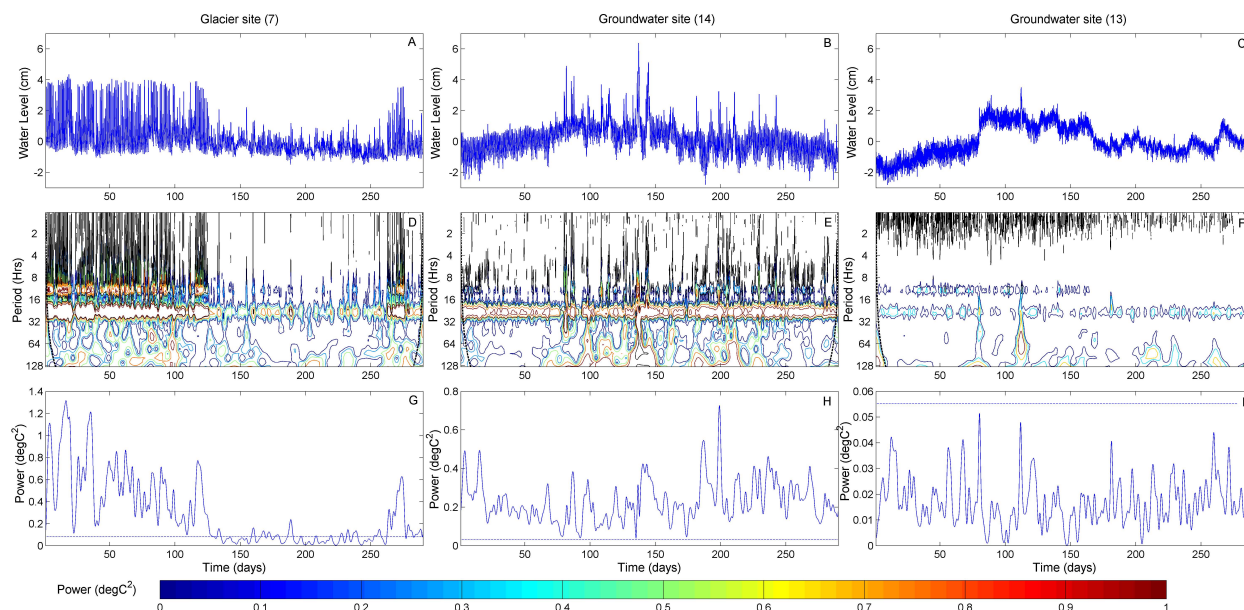 Glacier site (7)
Groundwater site (14)
Groundwater site (13)
A
B
C
Water Level (cm)
6
4
2
0
-2
50 100 150 200 250
Water Level (cm)
6
4
2
0
-2
50 100 150 200 250
Water Level (cm)
6
4
2
0
-2
50 100 150 200 250
D
E
F
Period (Hrs)
2
4
8
16
32
64
128
50 100 150 200 250
Period (Hrs)
2
4
8
16
32
64
128
50 100 150 200 250
Period (Hrs)
2
4
8
16
32
64
128
50 100 150 200 250
G
H
Power (degC²)
1.4
1.2
1
0.8
0.6
0.4
0.2
0
50 100 150 200 250
Time (days)
Power (degC²)
0.8
0.6
0.4
0.2
0
50 100 150 200 250
Time (days)
Power (degC²)
0.06
0.05
0.04
0.03
0.02
0.01
0
50 100 150 200 250
Time (days)
Power (degC²)
0 0.1 0.2 0.3 0.4 0.5 0.6 0.7 0.8 0.9 1